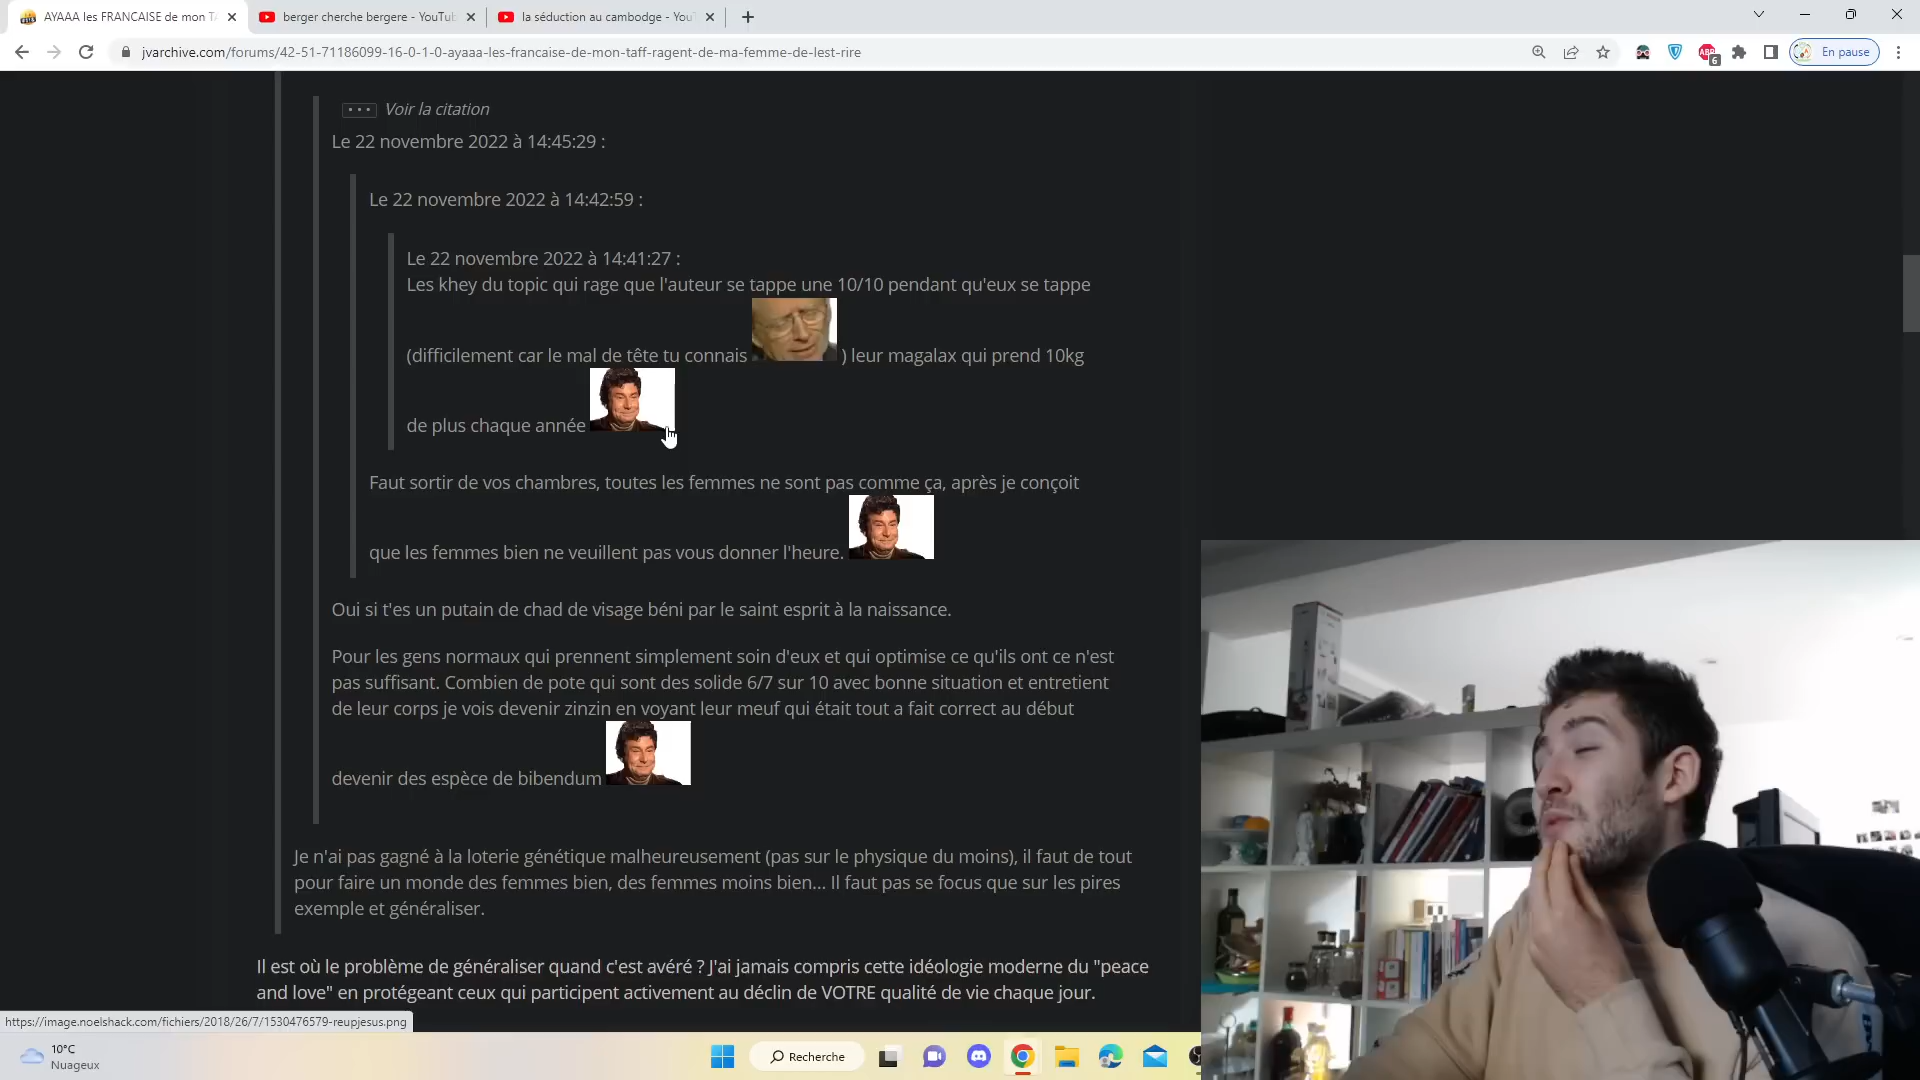 AYAAA les FRANCAISE de mon TA
berger cherche bergere - YouTub
la séduction au cambodge - You
jvarchive.com/forums/42-51-71186099-16-0-1-0-ayaaa-les-francaise-de-mon-taff-ragent-de-ma-femme-de-lest-rire
ABP
6
En pause
Voir la citation
Le 22 novembre 2022 à 14:45:29 :
Le 22 novembre 2022 à 14:42:59 :
Le 22 novembre 2022 à 14:41:27 :
Les khey du topic qui rage que l'auteur se tappe une 10/10 pendant qu'eux se tappe
(difficilement car le mal de tête tu connais ) leur magalax qui prend 10kg
de plus chaque année
Faut sortir de vos chambres, toutes les femmes ne sont pas comme ça, après je conçoit
que les femmes bien ne veuillent pas vous donner l'heure.
Oui si t'es un putain de chad de visage béni par le saint esprit à la naissance.
Pour les gens normaux qui prennent simplement soin d'eux et qui optimise ce qu'ils ont ce n'est
pas suffisant. Combien de pote qui sont des solide 6/7 sur 10 avec bonne situation et entretient
de leur corps je vois devenir zinzin en voyant leur meuf qui était tout a fait correct au début
devenir des espèce de bibendum
Je n'ai pas gagné à la loterie génétique malheureusement (pas sur le physique du moins), il faut de tout
pour faire un monde des femmes bien, des femmes moins bien... Il faut pas se focus que sur les pires
exemple et généraliser.
Il est où le problème de généraliser quand c'est avéré ? J'ai jamais compris cette idéologie moderne du "peace
and love" en protégeant ceux qui participent activement au déclin de VOTRE qualité de vie chaque jour.
https://image.noelshack.com/fichiers/2018/26/7/1530476579-reupjesus.png
10°C
Nuageux
Recherche